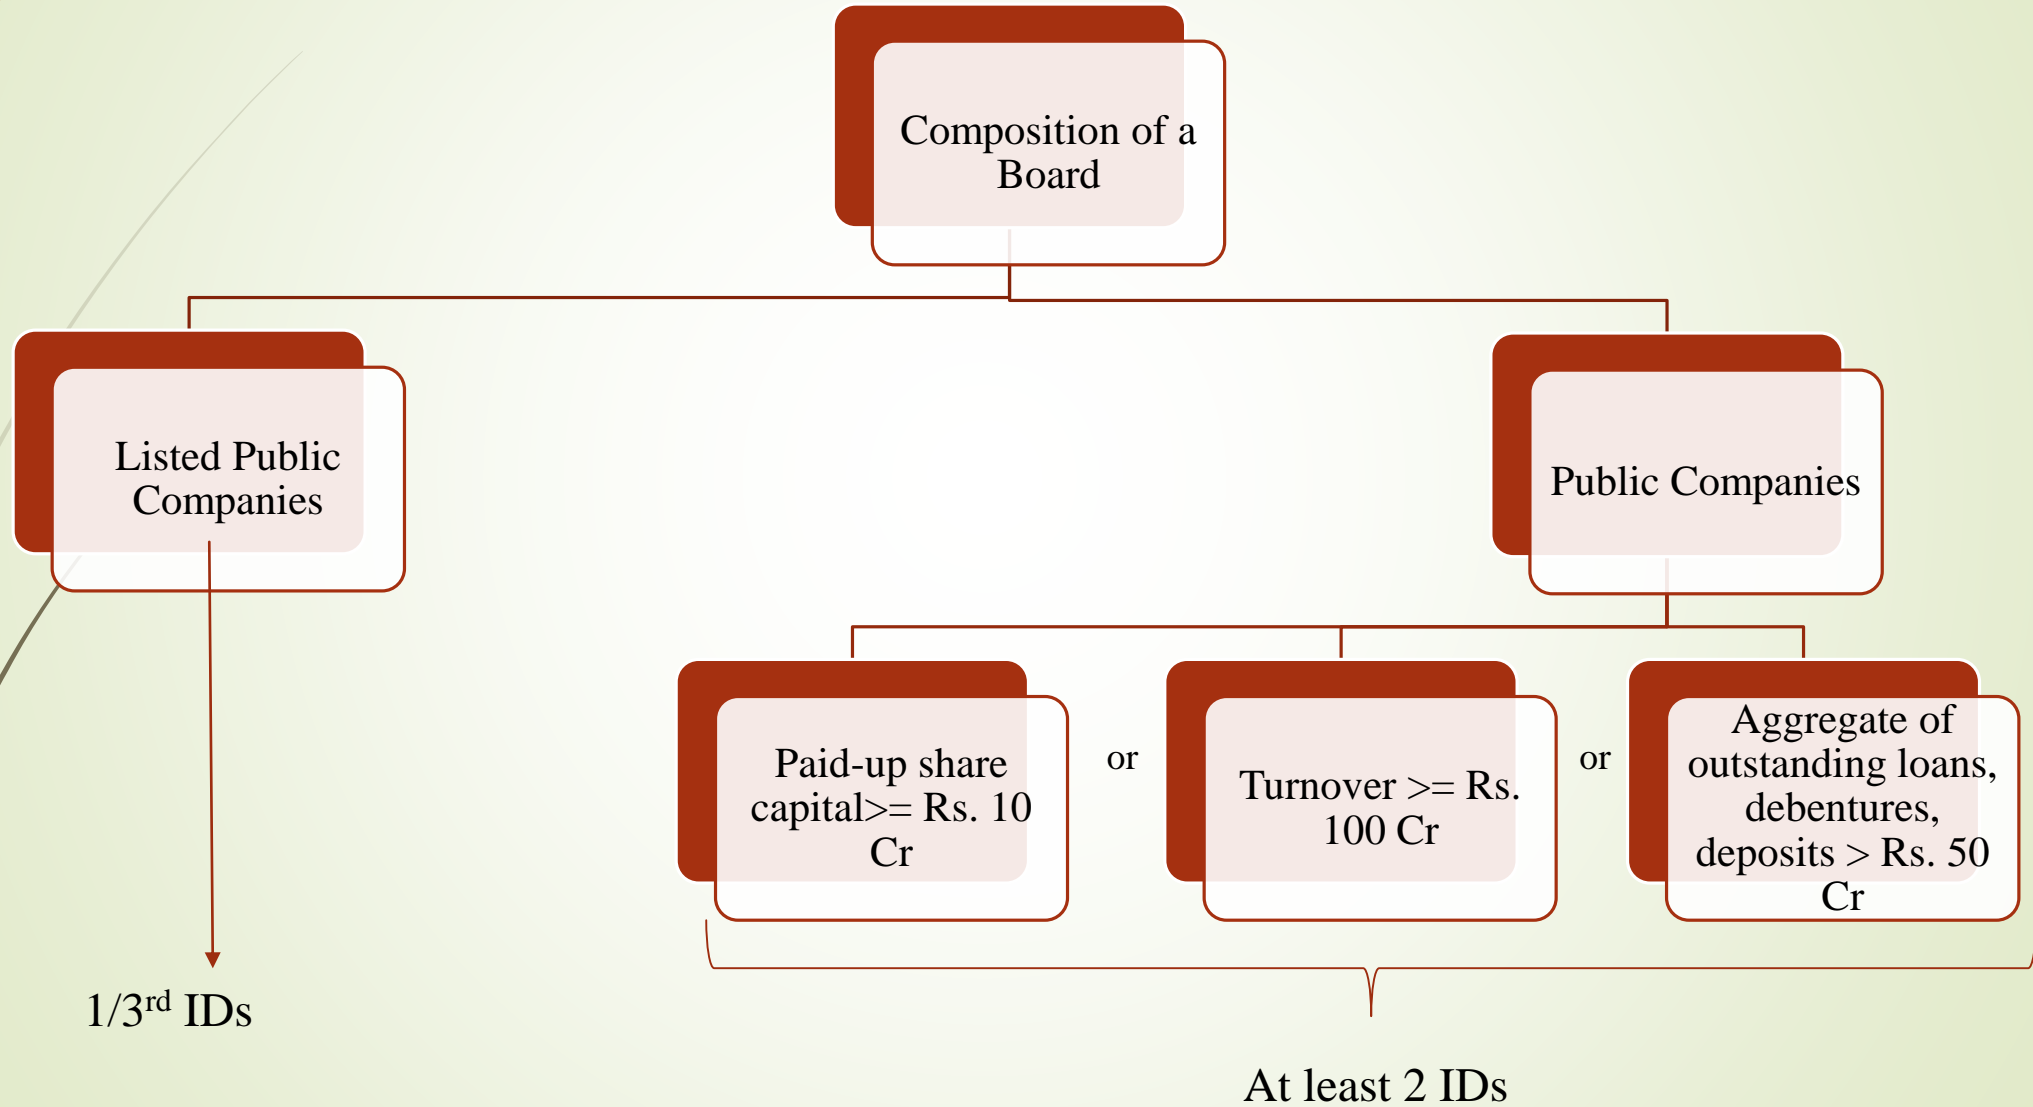 Composition of a
Board
Listed Public
Companies
Public Companies
Paid-up share
capital>= Rs. 10
Cr
or
Turnover >= Rs.
100 Cr
or
Aggregate of
outstanding loans,
debentures,
deposits > Rs. 50
Cr
1/3rd IDs
At least 2 IDs